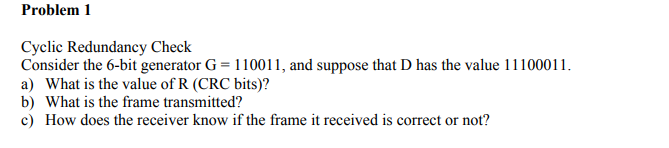 Problem 1
Cyclic Redundancy Check
Consider the 6-bit generator G = 110011, and suppose that D has the value 11100011.
a) What is the value of R (CRC bits)?
b) What is the frame transmitted?
c) How does the receiver know if the frame it received is correct or not?